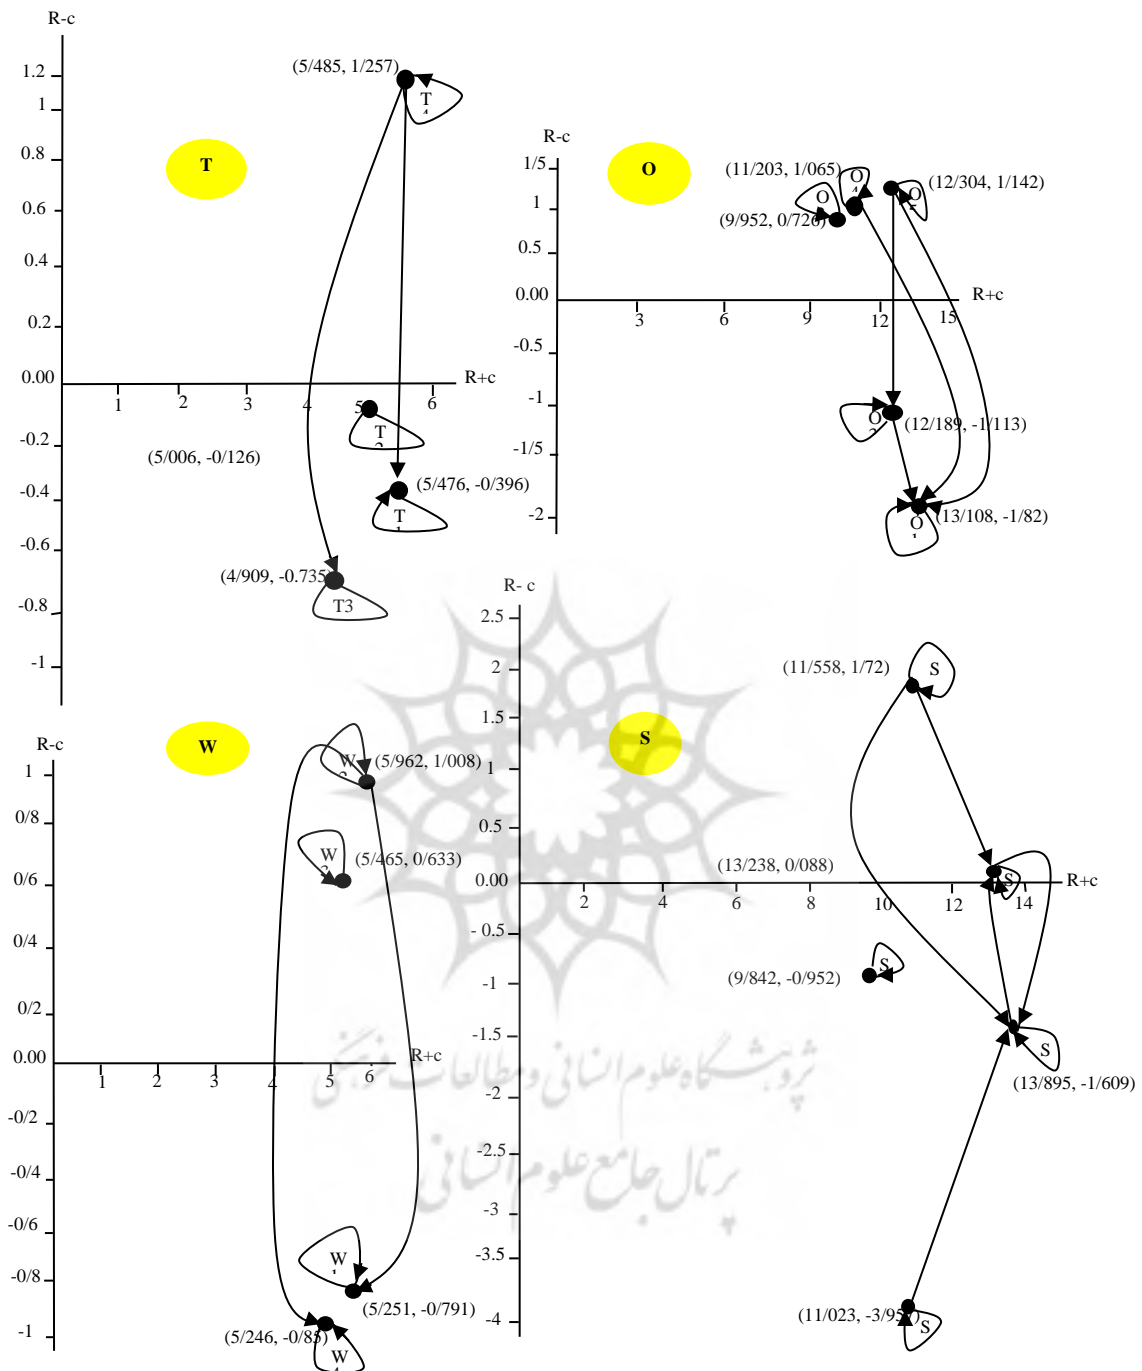 R-c
(5/485, 1/257)
1.2
1
0.8
0.6
0.4
0.2
0.00
-0.2
-0.4
-0.6
-0.8
-1
T
T
R+c
1
2
3
4
5
6
T
(5/006, -0/126)
(5/476, -0/396)
T
(4/909, -0.735)
T3
R-c
1/5
1
0.5
0.00
-0.5
-1
-1/5
-2
O
(11/203, 1/065)
O
O
O
(12/304, 1/142)
(9/952, 0/726)
R+c
3
6
9
12
15
O
(12/189, -1/113)
O
(13/108, -1/82)
R-c
1
0/8
0/6
0/4
0/2
0.00
-0/2
-0/4
-0/6
-0/8
-1
W
W
(5/962, 1/008)
W
(5/465, 0/633)
R+c
1
2
3
4
5
6
W
(5/251, -0/791)
(5/246, -0/85)
W
R- c
2.5
2
1.5
1
0.5
0.00
- 0.5
-1
-1.5
-2
-2.5
-3
-3.5
-4
S
(11/558, 1/72)
S
(13/238, 0/088)
S
R+c
2
4
6
8
10
12
14
(9/842, -0/952)
S
S
(13/895, -1/609)
(11/023, -3/95
S
پژوهشگاه علوم انسانی و مطالعات فرهنگی
پرتال جامع علوم انسانی